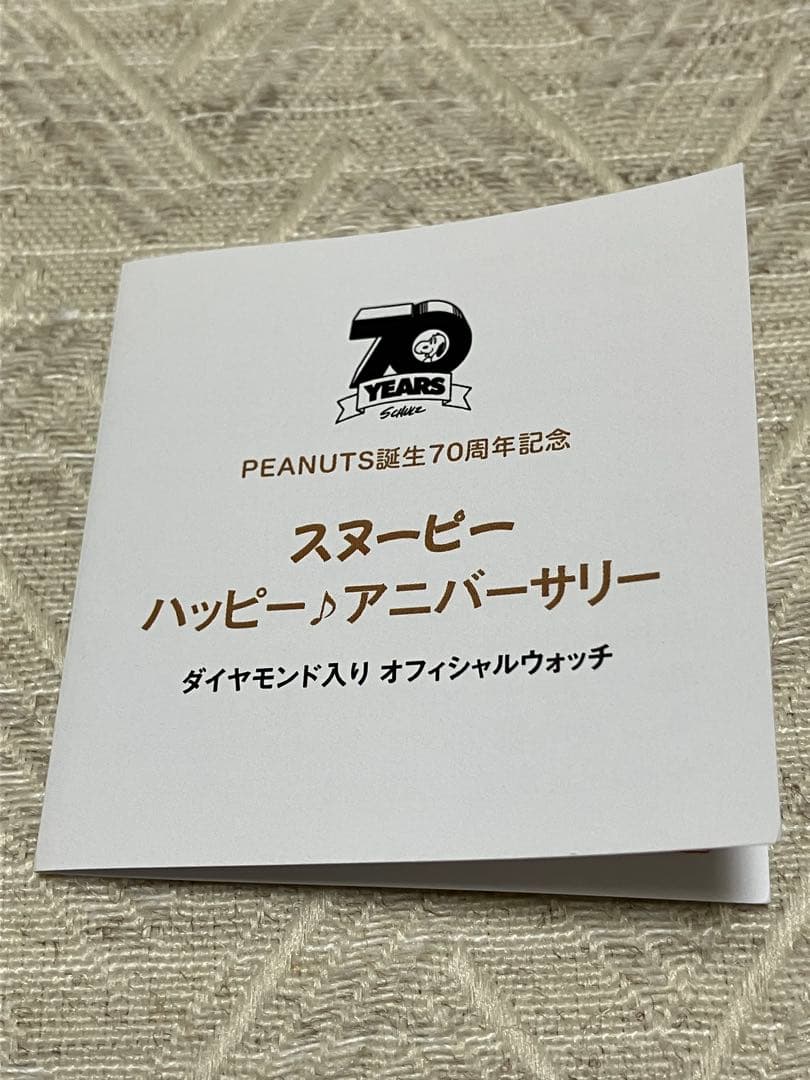 70
YEARS
SCHULZ
PEANUTS誕生70周年記念
スヌーピー
ハッピー♪アニバーサリー
ダイヤモンド入り オフィシャルウォッチ